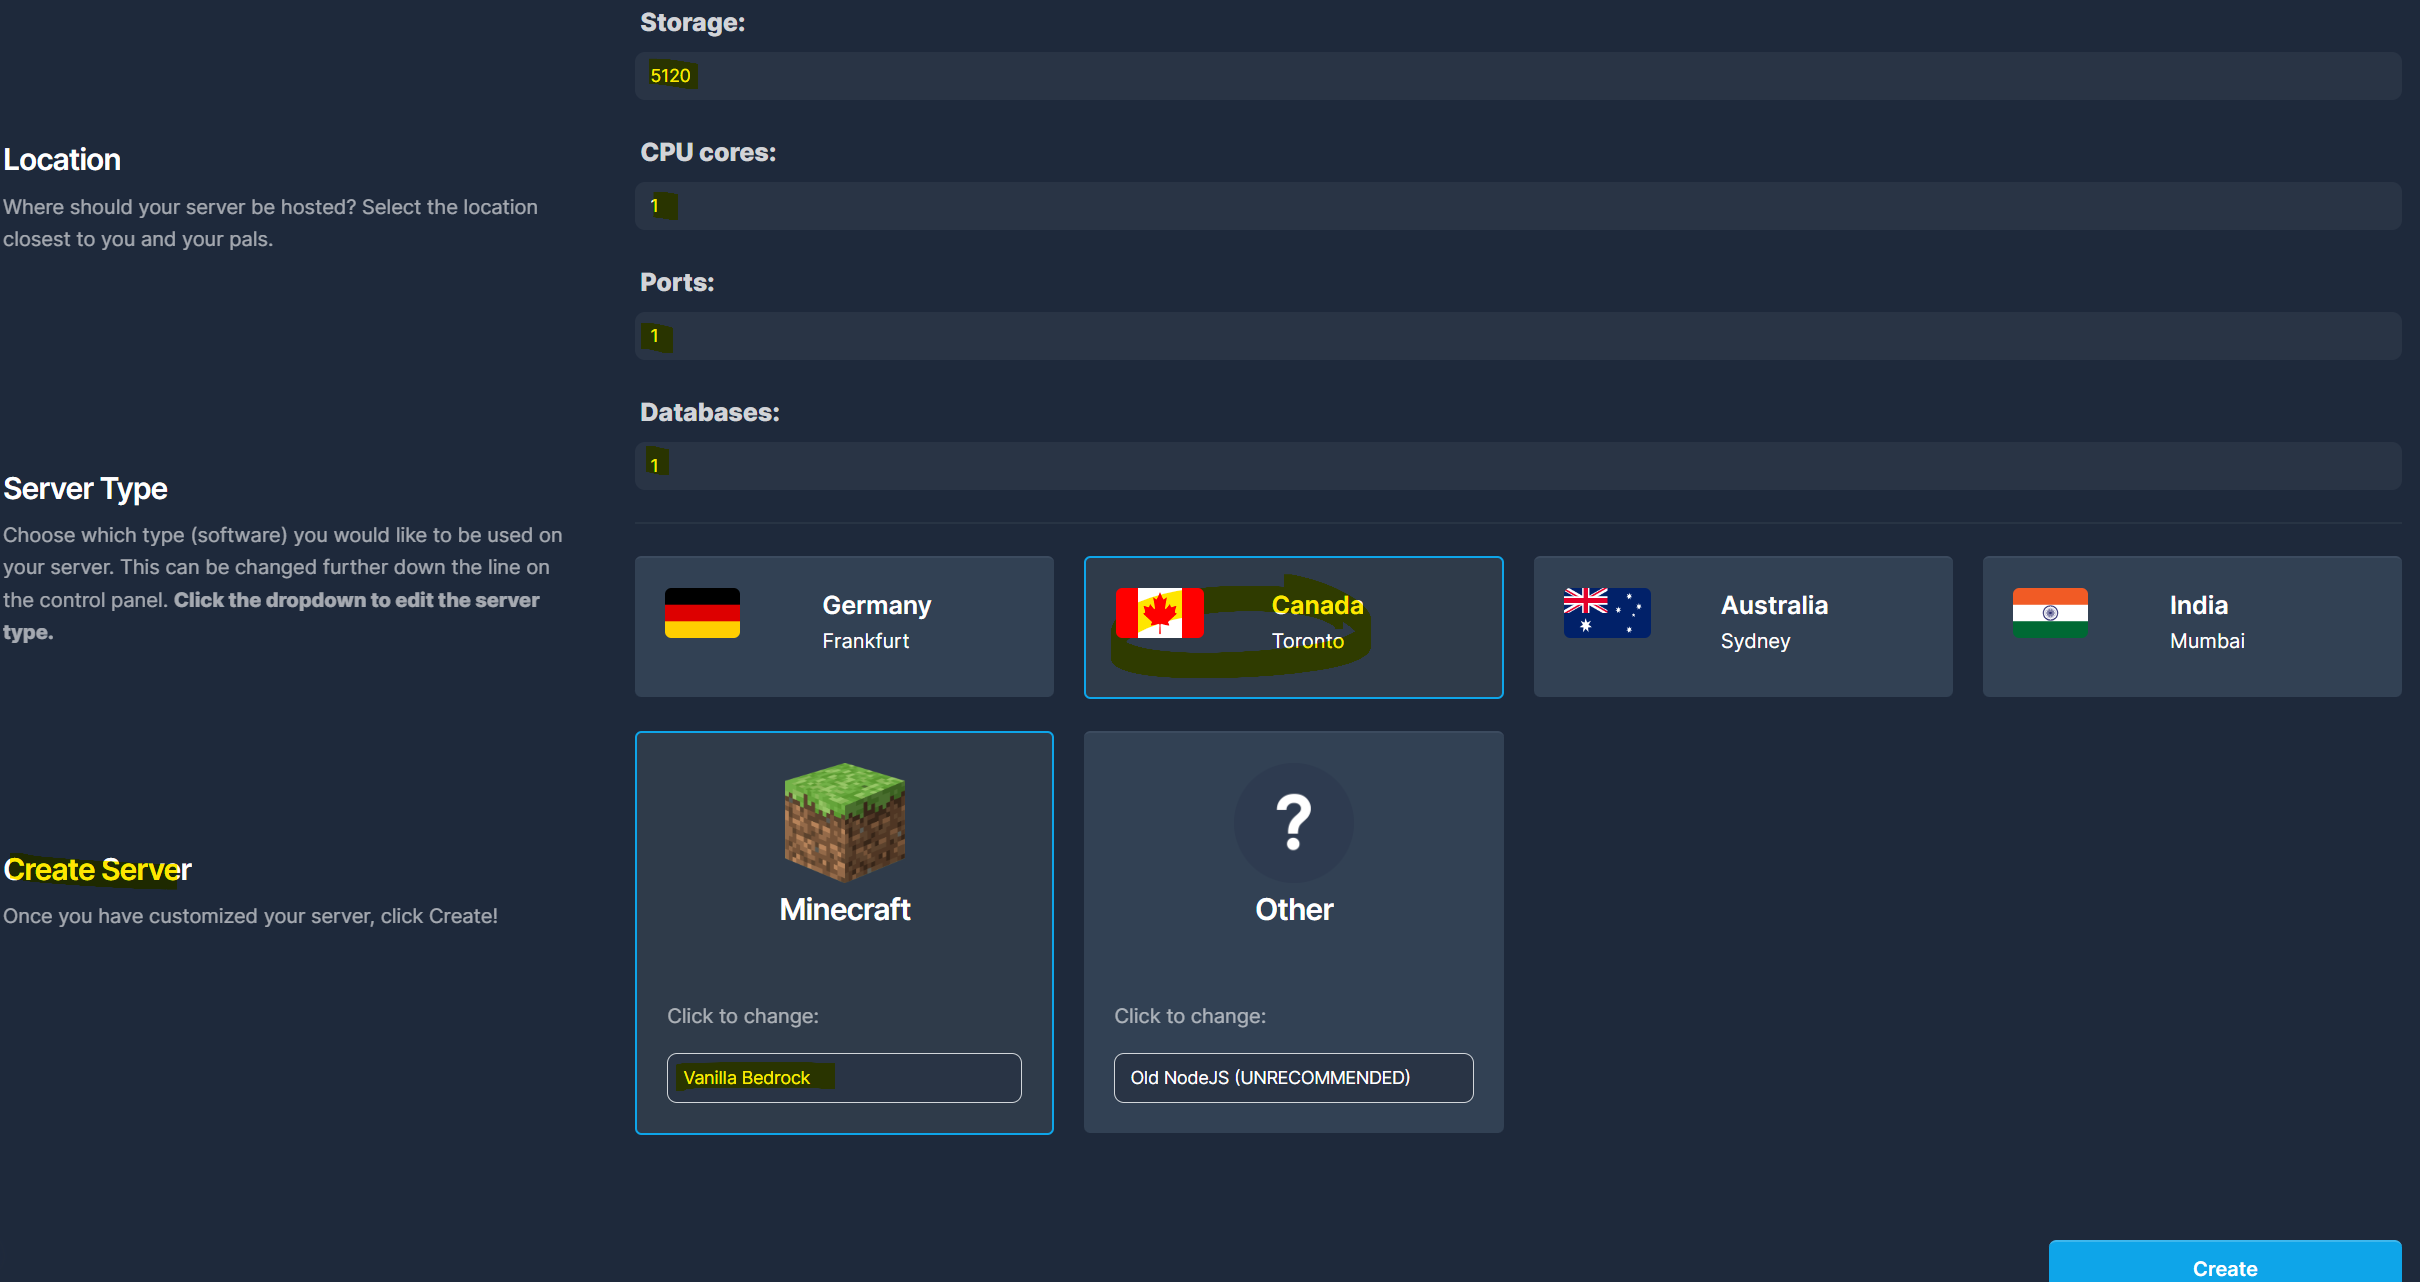 Storage:
5120
Location
Where should your server be hosted? Select the location
closest to you and your pals.
CPU cores:
1
Ports:
1
Databases:
1
Server Type
Choose which type (software) you would like to be used on
your server. This can be changed further down the line on
the control panel. Click the dropdown to edit the server
type.
Germany
Frankfurt
Canada
Toronto
Australia
Sydney
India
Mumbai
Create Server
Once you have customized your server, click Create!
Minecraft
Click to change:
Vanilla Bedrock
?
Other
Click to change:
Old NodeJS (UNRECOMMENDED)
Create